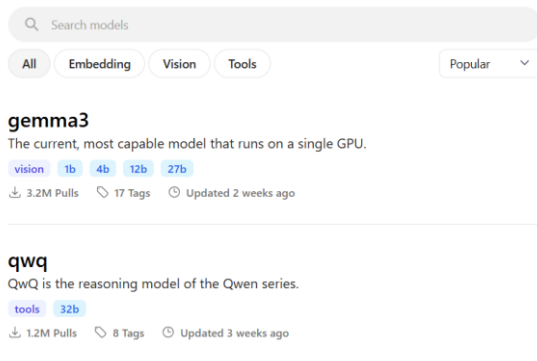 Search models
All Embedding Vision Tools Popular
gemma3
The current, most capable model that runs on a single GPU.
vision 1b 4b 12b 27b
3.2M Pulls 17 Tags Updated 2 weeks ago
qwq
QwQ is the reasoning model of the Qwen series.
tools 32b
1.2M Pulls 8 Tags Updated 3 weeks ago